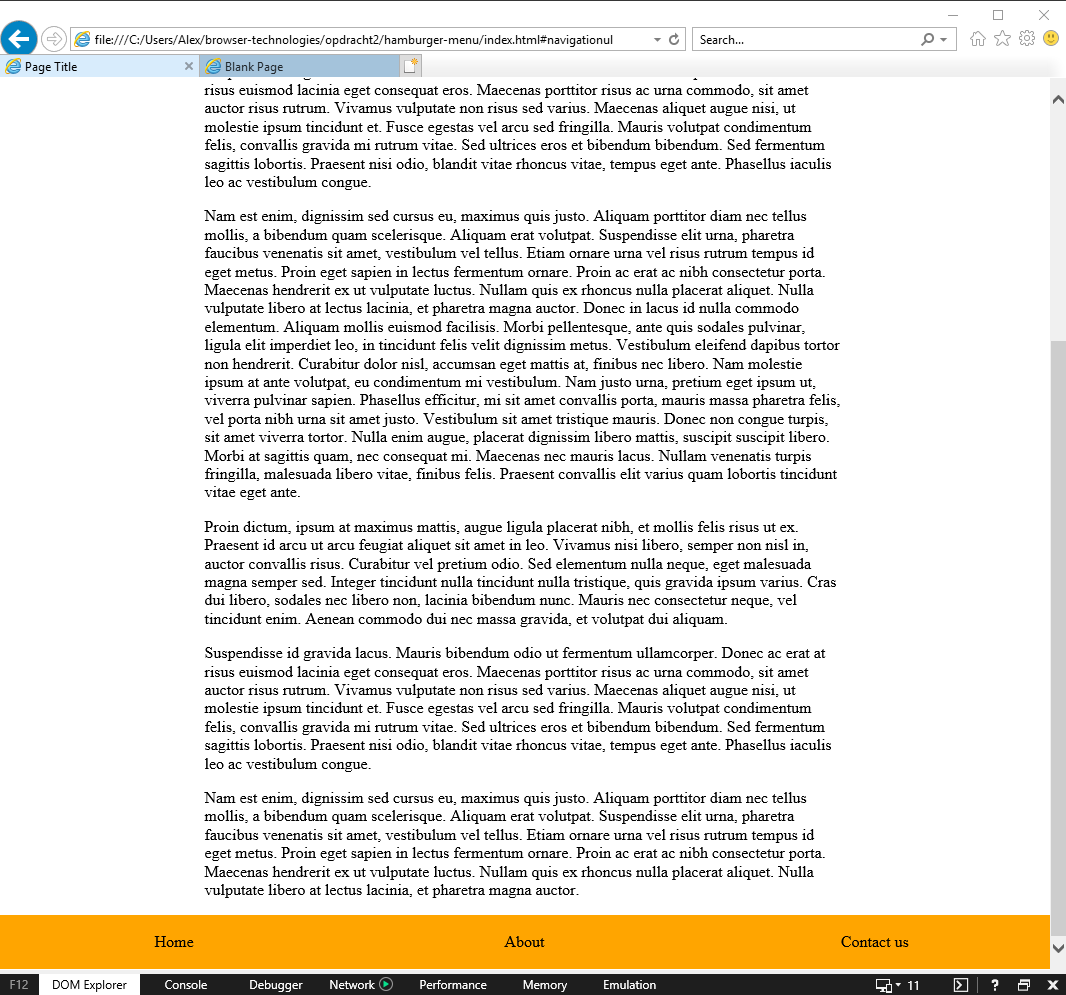 file:///C:/Users/Alex/browser-technologies/opdracht2/hamburger-menu/index.html#navigationul
Search...
Page Title
Blank Page
risus euismod lacinia eget consequat eros. Maecenas porttitor risus ac urna commodo, sit amet
auctor risus rutrum. Vivamus vulputate non risus sed varius. Maecenas aliquet augue nisi, ut
molestie ipsum tincidunt et. Fusce egestas vel arcu sed fringilla. Mauris volutpat condimentum
felis, convallis gravida mi rutrum vitae. Sed ultrices eros et bibendum bibendum. Sed fermentum
sagittis lobortis. Praesent nisi odio, blandit vitae rhoncus vitae, tempus eget ante. Phasellus iaculis
leo ac vestibulum congue.
Nam est enim, dignissim sed cursus eu, maximus quis justo. Aliquam porttitor diam nec tellus
mollis, a bibendum quam scelerisque. Aliquam erat volutpat. Suspendisse elit urna, pharetra
faucibus venenatis sit amet, vestibulum vel tellus. Etiam ornare urna vel risus rutrum tempus id
eget metus. Proin eget sapien in lectus fermentum ornare. Proin ac erat ac nibh consectetur porta.
Maecenas hendrerit ex ut vulputate luctus. Nullam quis ex rhoncus nulla placerat aliquet. Nulla
vulputate libero at lectus lacinia, et pharetra magna auctor. Donec in lacus id nulla commodo
elementum. Aliquam mollis euismod facilisis. Morbi pellentesque, ante quis sodales pulvinar,
ligula elit imperdiet leo, in tincidunt felis velit dignissim metus. Vestibulum eleifend dapibus tortor
non hendrerit. Curabitur dolor nisl, accumsan eget mattis at, finibus nec libero. Nam molestie
ipsum at ante volutpat, eu condimentum mi vestibulum. Nam justo urna, pretium eget ipsum ut,
viverra pulvinar sapien. Phasellus efficitur, mi sit amet convallis porta, mauris massa pharetra felis,
vel porta nibh urna sit amet justo. Vestibulum sit amet tristique mauris. Donec non congue turpis,
sit amet viverra tortor. Nulla enim augue, placerat dignissim libero mattis, suscipit suscipit libero.
Morbi at sagittis quam, nec consequat mi. Maecenas nec mauris lacus. Nullam venenatis turpis
fringilla, malesuada libero vitae, finibus felis. Praesent convallis elit varius quam lobortis tincidunt
vitae eget ante.
Proin dictum, ipsum at maximus mattis, augue ligula placerat nibh, et mollis felis risus ut ex.
Praesent id arcu ut arcu feugiat aliquet sit amet in leo. Vivamus nisi libero, semper non nisl in,
auctor convallis risus. Curabitur vel pretium odio. Sed elementum nulla neque, eget malesuada
magna semper sed. Integer tincidunt nulla tincidunt nulla tristique, quis gravida ipsum varius. Cras
dui libero, sodales nec libero non, lacinia bibendum nunc. Mauris nec consectetur neque, vel
tincidunt enim. Aenean commodo dui nec massa gravida, et volutpat dui aliquam.
Suspendisse id gravida lacus. Mauris bibendum odio ut fermentum ullamcorper. Donec ac erat at
risus euismod lacinia eget consequat eros. Maecenas porttitor risus ac urna commodo, sit amet
auctor risus rutrum. Vivamus vulputate non risus sed varius. Maecenas aliquet augue nisi, ut
molestie ipsum tincidunt et. Fusce egestas vel arcu sed fringilla. Mauris volutpat condimentum
felis, convallis gravida mi rutrum vitae. Sed ultrices eros et bibendum bibendum. Sed fermentum
sagittis lobortis. Praesent nisi odio, blandit vitae rhoncus vitae, tempus eget ante. Phasellus iaculis
leo ac vestibulum congue.
Nam est enim, dignissim sed cursus eu, maximus quis justo. Aliquam porttitor diam nec tellus
mollis, a bibendum quam scelerisque. Aliquam erat volutpat. Suspendisse elit urna, pharetra
faucibus venenatis sit amet, vestibulum vel tellus. Etiam ornare urna vel risus rutrum tempus id
eget metus. Proin eget sapien in lectus fermentum ornare. Proin ac erat ac nibh consectetur porta.
Maecenas hendrerit ex ut vulputate luctus. Nullam quis ex rhoncus nulla placerat aliquet. Nulla
vulputate libero at lectus lacinia, et pharetra magna auctor.
Home About Contact us
F12 DOM Explorer Console Debugger Network Performance Memory Emulation 11 ?